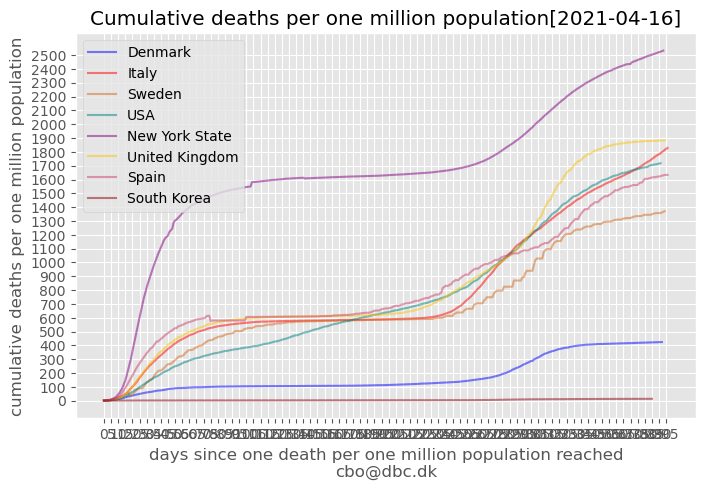 Cumulative deaths per one million population[2021-04-16]
cumulative deaths per one million population
2500
2400
2300
2200
2100
2000
1900
1800
1700
1600
1500
1400
1300
1200
1100
1000
900
800
700
600
500
400
300
200
100
0
Denmark
Italy
Sweden
USA
New York State
United Kingdom
Spain
South Korea
days since one death per one million population reached
cbo@dbc.dk